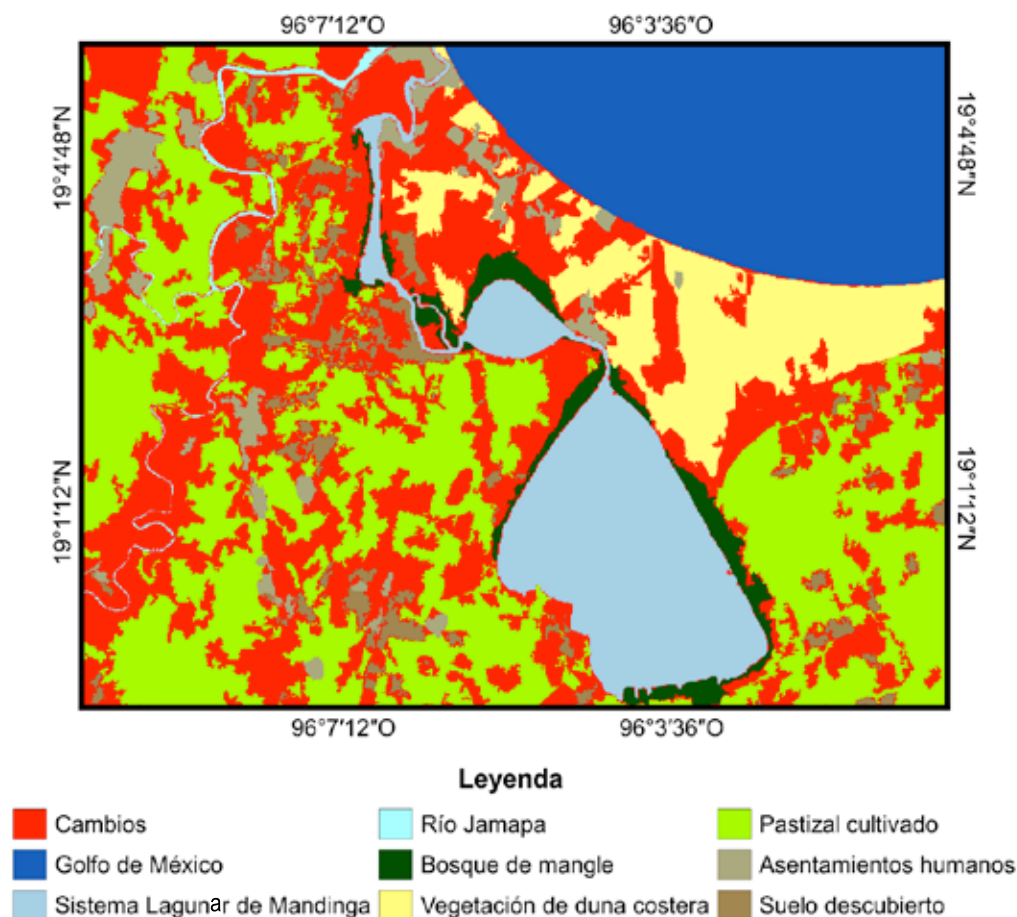 96°7'12"O 96°3'36"O
19°4'48"N
19°4'48"N
19°1'12"N
19°1'12"N
96°7'12"O 96°3'36"O
Leyenda
Cambios Río Jamapa Pastizal cultivado
Golfo de México Bosque de mangle Asentamientos humanos
Sistema Lagunar de Mandinga Vegetación de duna costera Suelo descubierto